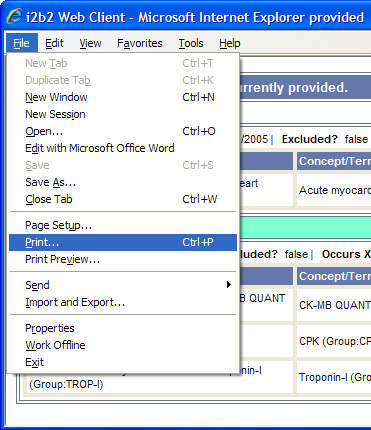 i2b2 Web Client - Microsoft Internet Explorer provided
File Edit View Favorites Tools Help
New Tab Ctrl+T
Duplicate Tab Ctrl+K
New Window Ctrl+N
New Session
Open... Ctrl+O
Edit with Microsoft Office Word
Save Ctrl+S
Save As...
Close Tab Ctrl+W
Page Setup...
Print... Ctrl+P
Print Preview...
Send
Import and Export...
Properties
Work Offline
Exit
urrently provided.
/2005 | Excluded? false
Concept/Term
eart
Acute myocard
luded? false | Occurs X
Concept/Term
MB QUANT
CK-MB QUANT
CPK (Group:CP
oponin-I
(Group:TROP-I)
Troponin-I (Gro